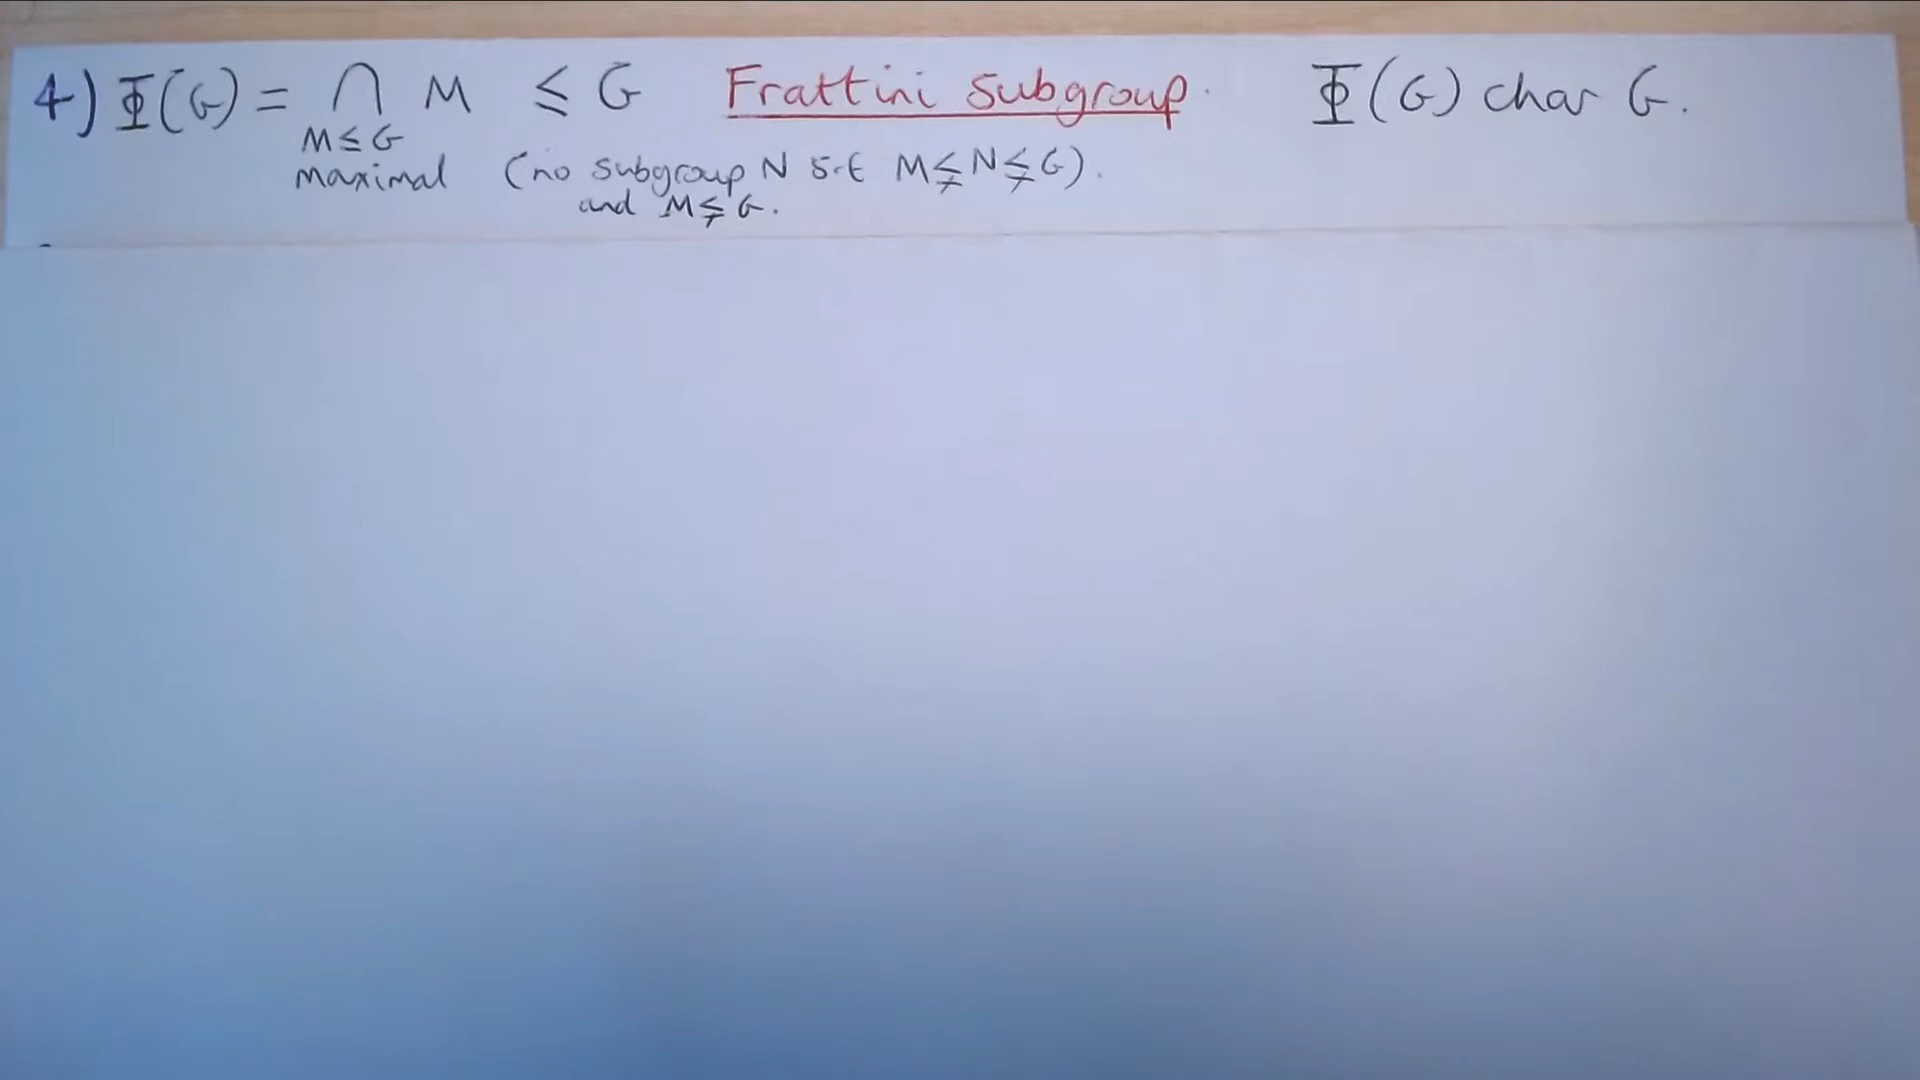 4) Φ(G) = ∩ M ≤ G Frattini Subgroup. Φ(G) char G.
M ≤ G
maximal (no subgroup N s.t M ≨ N ≨ G).
and M ≨ G.